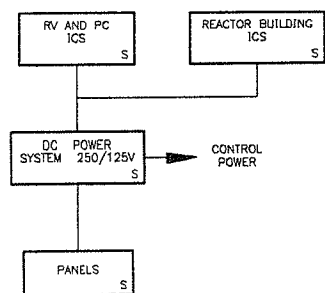 RV AND PC
ICS
S
REACTOR BUILDING
ICS
S
DC POWER
SYSTEM 250/125V
S
CONTROL
POWER
PANELS
S